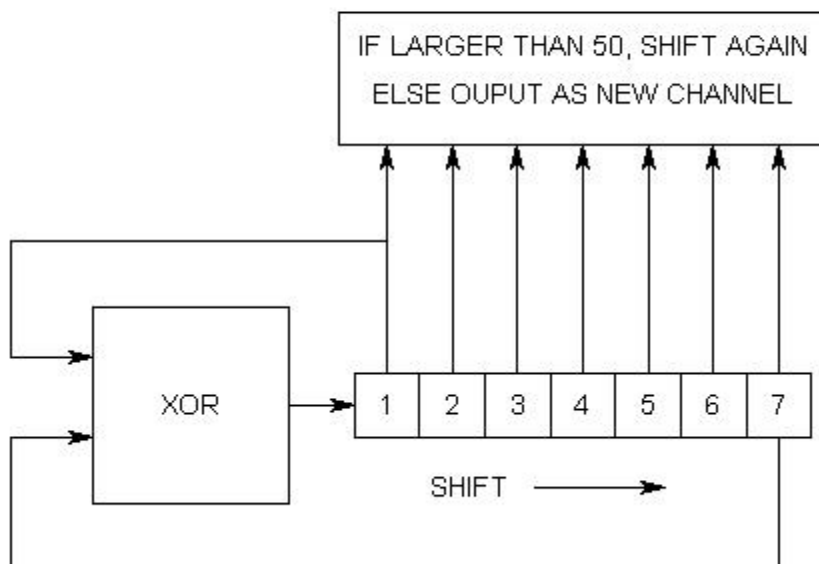 IF LARGER THAN 50, SHIFT AGAIN
ELSE OUPUT AS NEW CHANNEL
XOR
1 2 3 4 5 6 7
SHIFT